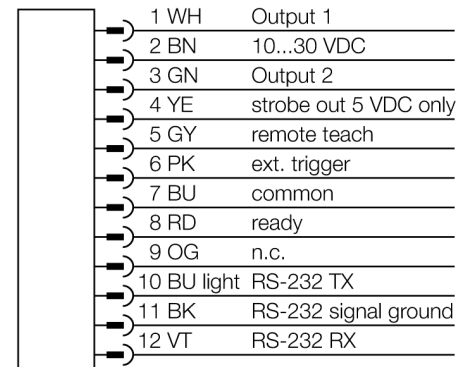 1 WH Output 1
2 BN 10...30 VDC
3 GN Output 2
4 YE strobe out 5 VDC only
5 GY remote teach
6 PK ext. trigger
7 BU common
8 RD ready
9 OG n.c.
10 BU light RS-232 TX
11 BK RS-232 signal ground
12 VT RS-232 RX